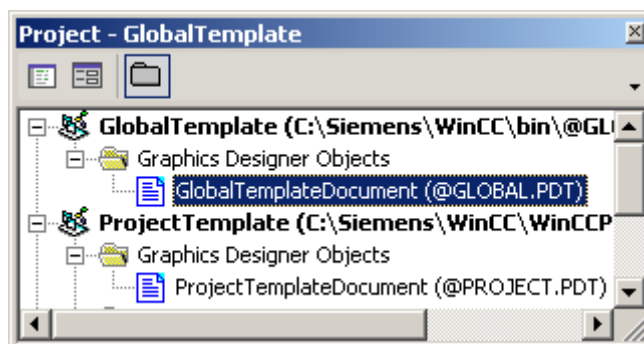 Project - GlobalTemplate
GlobalTemplate (C:\Siemens\WinCC\bin\@GL
Graphics Designer Objects
GlobalTemplateDocument (@GLOBAL.PDT)
ProjectTemplate (C:\Siemens\WinCC\WinCCP
Graphics Designer Objects
ProjectTemplateDocument (@PROJECT.PDT)